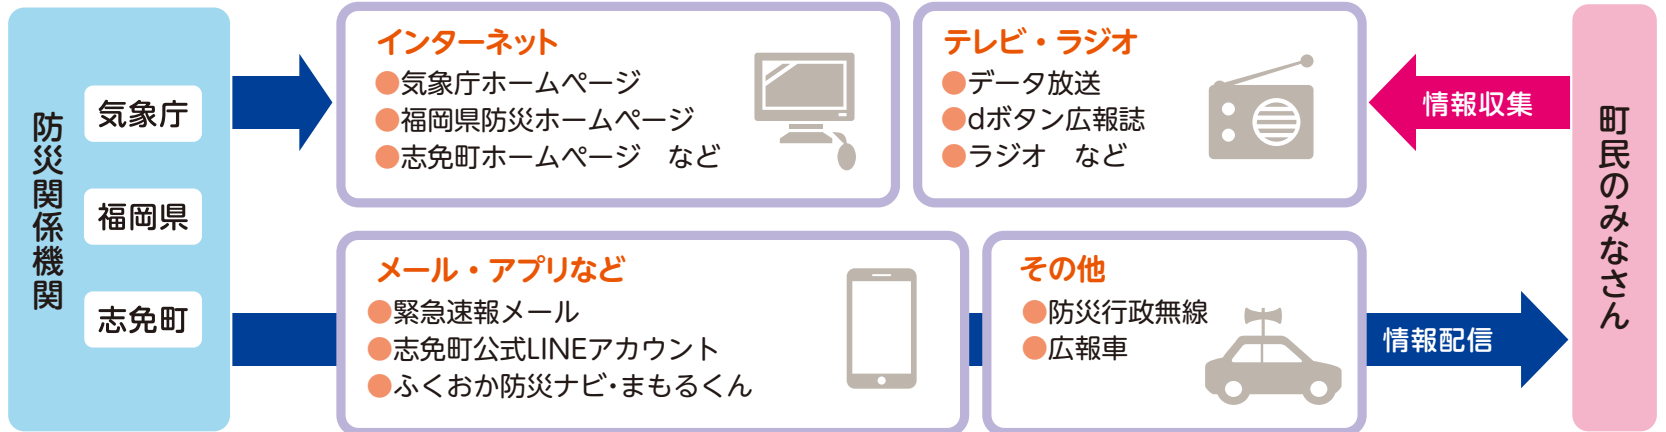 防災関係機関
気象庁
福岡県
志免町
インターネット
●気象庁ホームページ
●福岡県防災ホームページ
●志免町ホームページ　など
テレビ・ラジオ
●データ放送
●dボタン広報誌
●ラジオ　など
メール・アプリなど
●緊急速報メール
●志免町公式LINEアカウント
●ふくおか防災ナビ・まもるくん
その他
●防災行政無線
●広報車
情報収集
情報配信
町民のみなさん